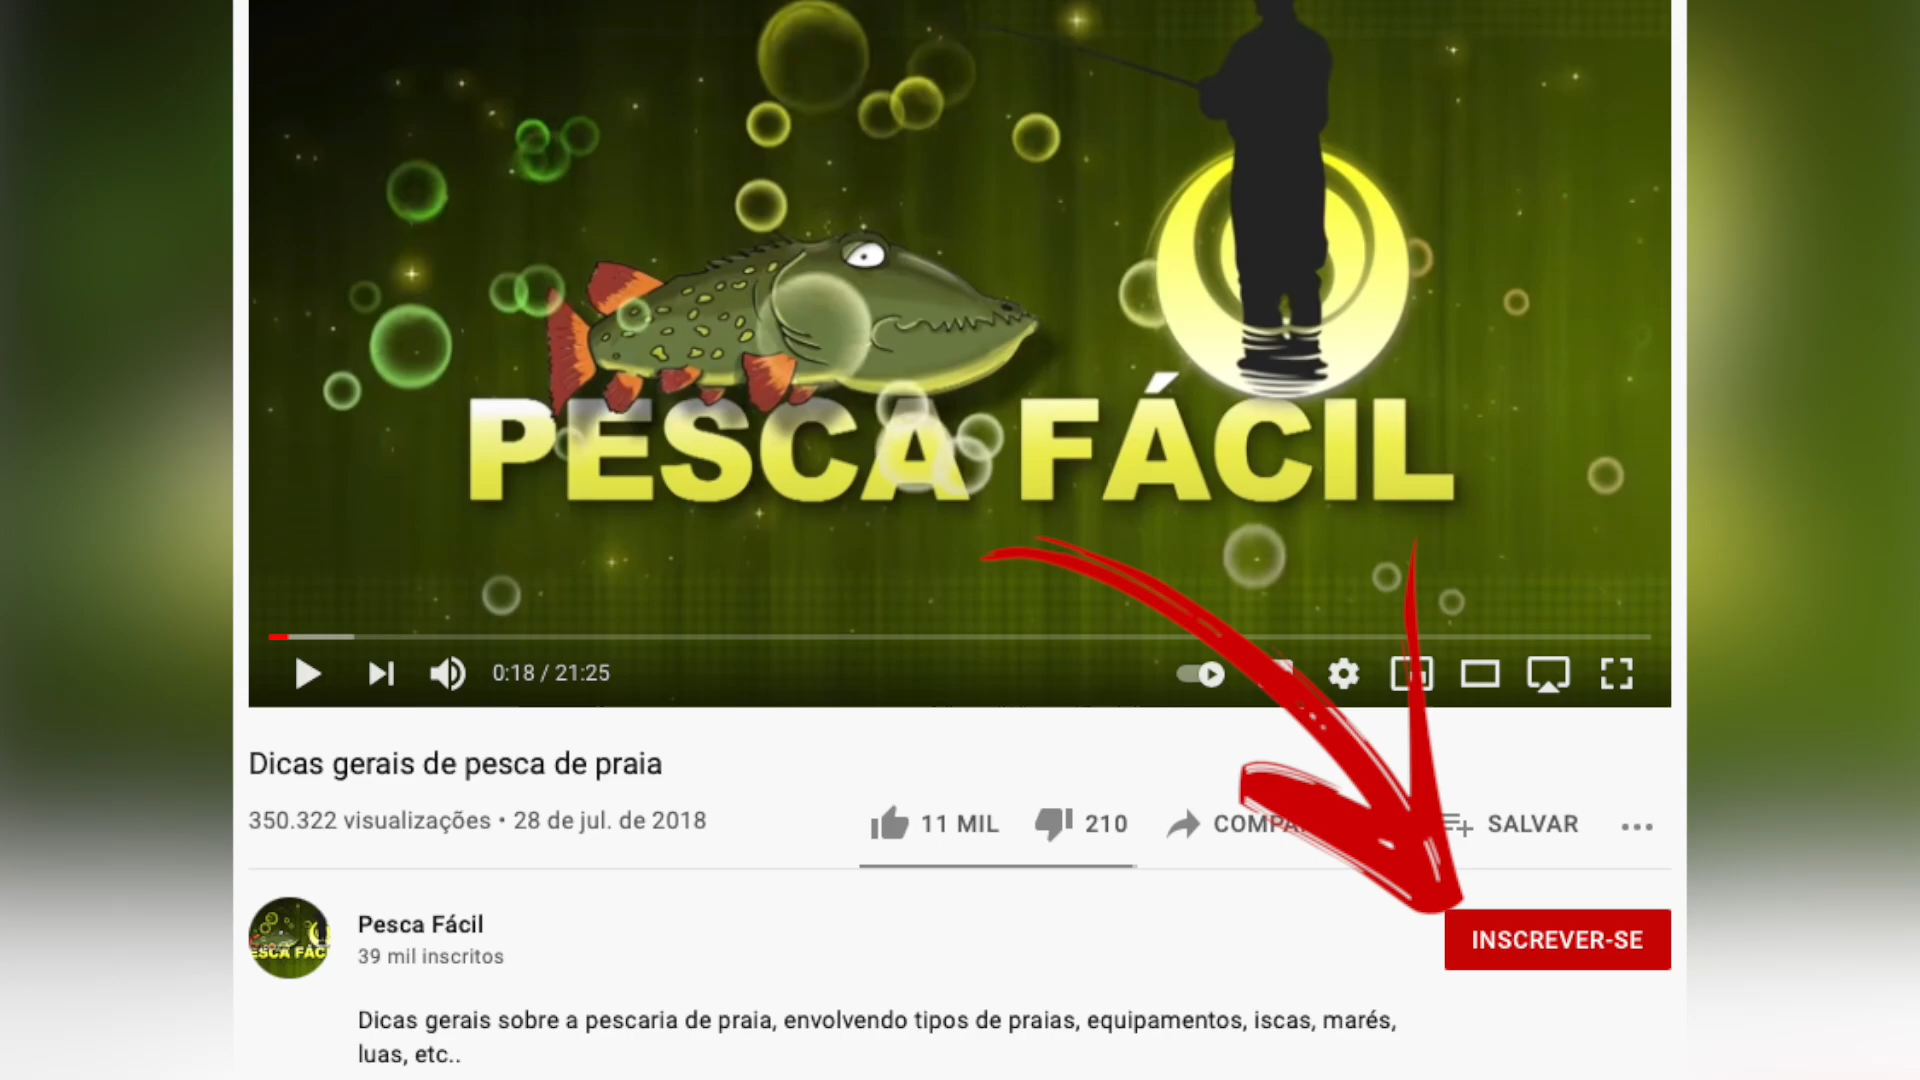 PESCA FÁCIL
0:18 / 21:25
Dicas gerais de pesca de praia
350.322 visualizações • 28 de jul. de 2018
11 MIL
210
SALVAR
Pesca Fácil
39 mil inscritos
INSCREVER-SE
ESCA FÁC
Dicas gerais sobre a pescaria de praia, envolvendo tipos de praias, equipamentos, iscas, marés,
luas, etc..